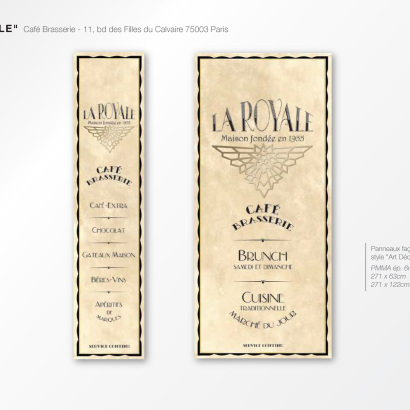 LE" Café Brasserie - 11, bd des Filles du Calvaire 75003 Paris
LA ROYALE
Maison fondée en 1955
CAFÉ
BRASSERIE
CAFÉ-EXTRA
CHOCOLAT
GATEAUX MAISON
BIÈRES-VINS
APÉRITIFS
DE
MARQUES
SERVICE CONTINU
LA ROYALE
Maison fondée en 1955
CAFÉ
BRASSERIE
BRUNCH
SAMEDI ET DIMANCHE
CUISINE
TRADITIONNELLE
MARCHÉ DU JOUR
SERVICE CONTINU
Panneaux faç
style "Art Déc
PMMA ép. 6m
271 x 63cm
271 x 122cm